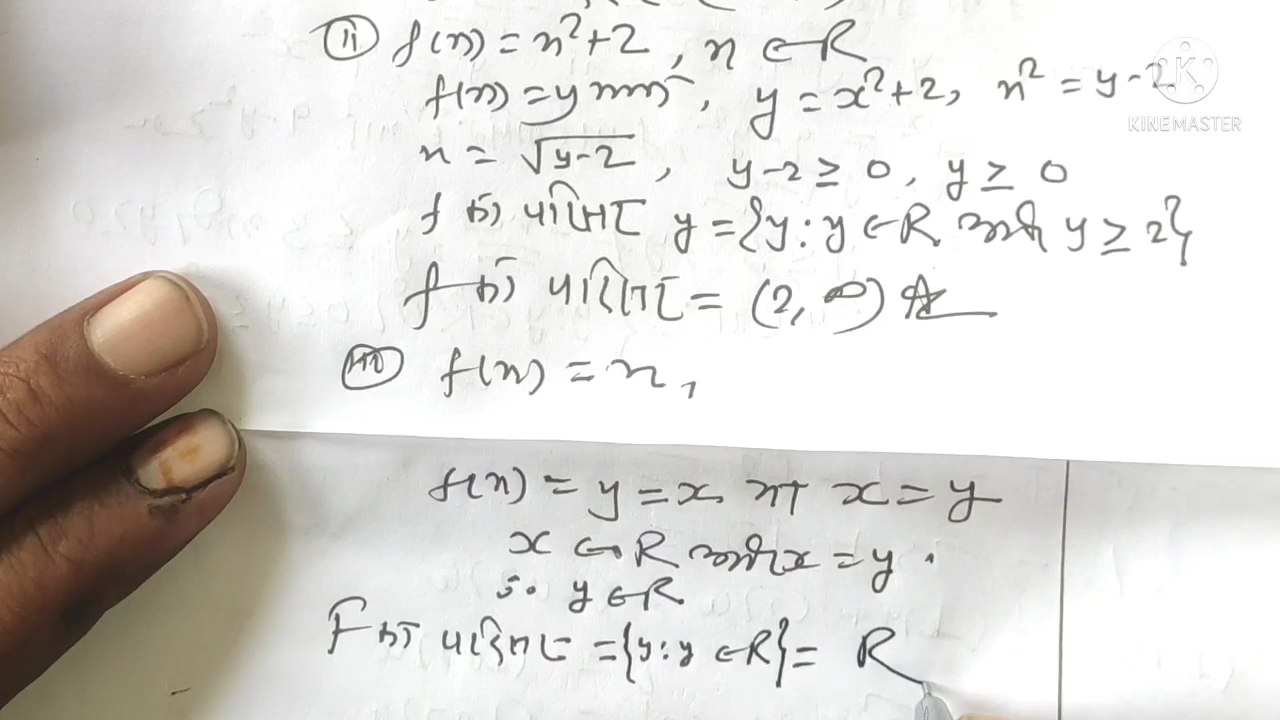 (ii) f(x) = x²+2, x ∈ R
f(x) = y माना, y = x²+2, x² = y-2
x = √y-2, y-2 ≥ 0, y ≥ 0
f का परिसर y = {y : y ∈ R और y ≥ 2}
f का परिसर = (2, ∞)
(iii) f(x) = x,
f(x) = y = x या x = y
x ∈ R और x = y.
∴ y ∈ R
F का परिसर = {y : y ∈ R} = R
K
KINEMASTER